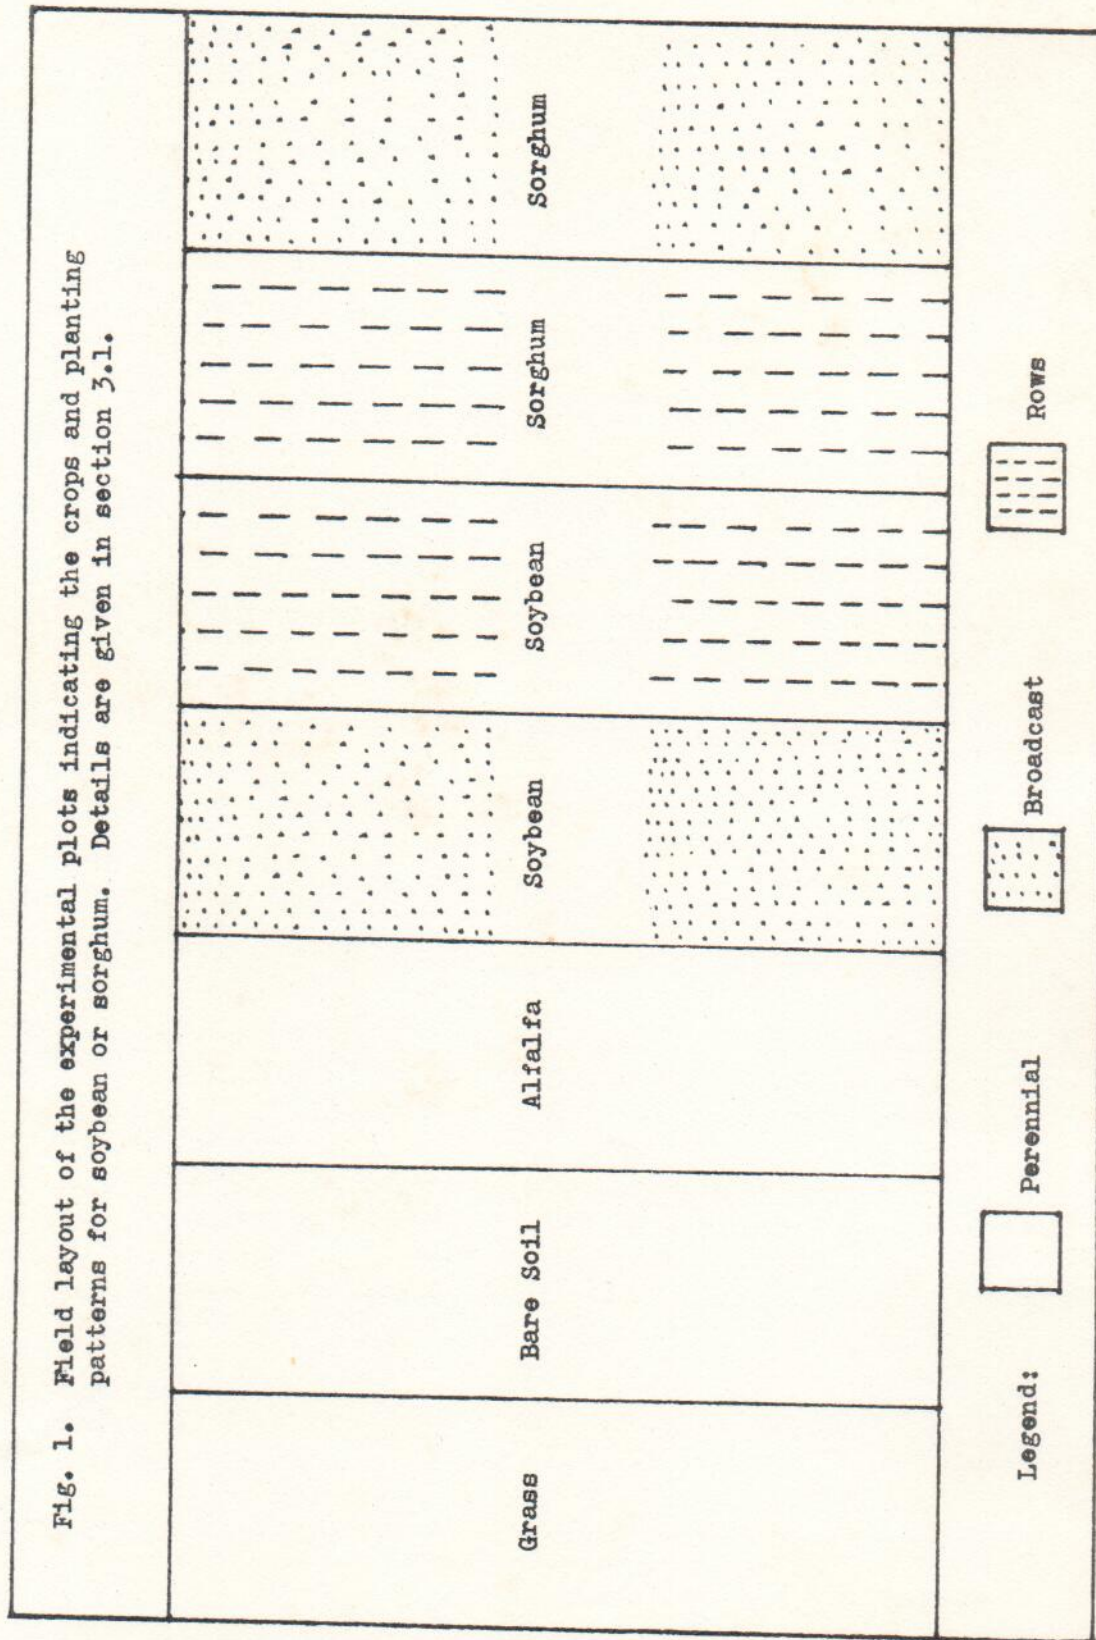 Fig. 1. Field layout of the experimental plots indicating the crops and planting
patterns for soybean or sorghum. Details are given in section 3.1.
Grass
Bare Soil
Alfalfa
Soybean
Soybean
Sorghum
Sorghum
Legend:
Perennial
Broadcast
Rows